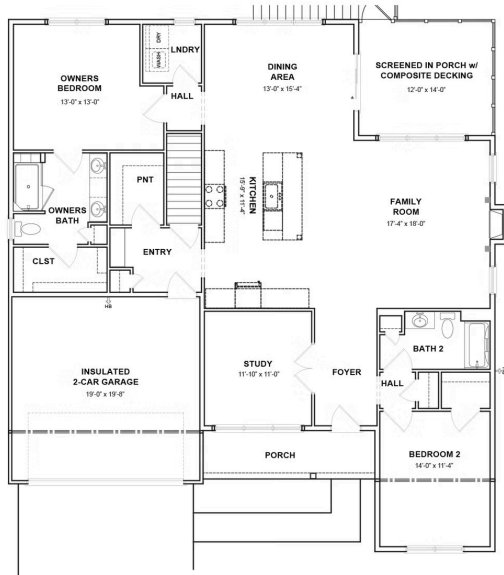 DRY
WASH
LNDRY
OWNERS
BEDROOM
13'-0" x 13'-0"
HALL
DINING
AREA
13'-0" x 15'-4"
SCREENED IN PORCH w/
COMPOSITE DECKING
12'-0" x 14'-0"
PNT
KITCHEN
15'-9" x 11'-4"
OWNERS
BATH
FAMILY
ROOM
17'-4" x 18'-0"
ENTRY
CLST
HB
INSULATED
2-CAR GARAGE
19'-0" x 19'-8"
STUDY
11'-10" x 11'-0"
FOYER
BATH 2
HALL
PORCH
BEDROOM 2
14'-0" x 11'-4"